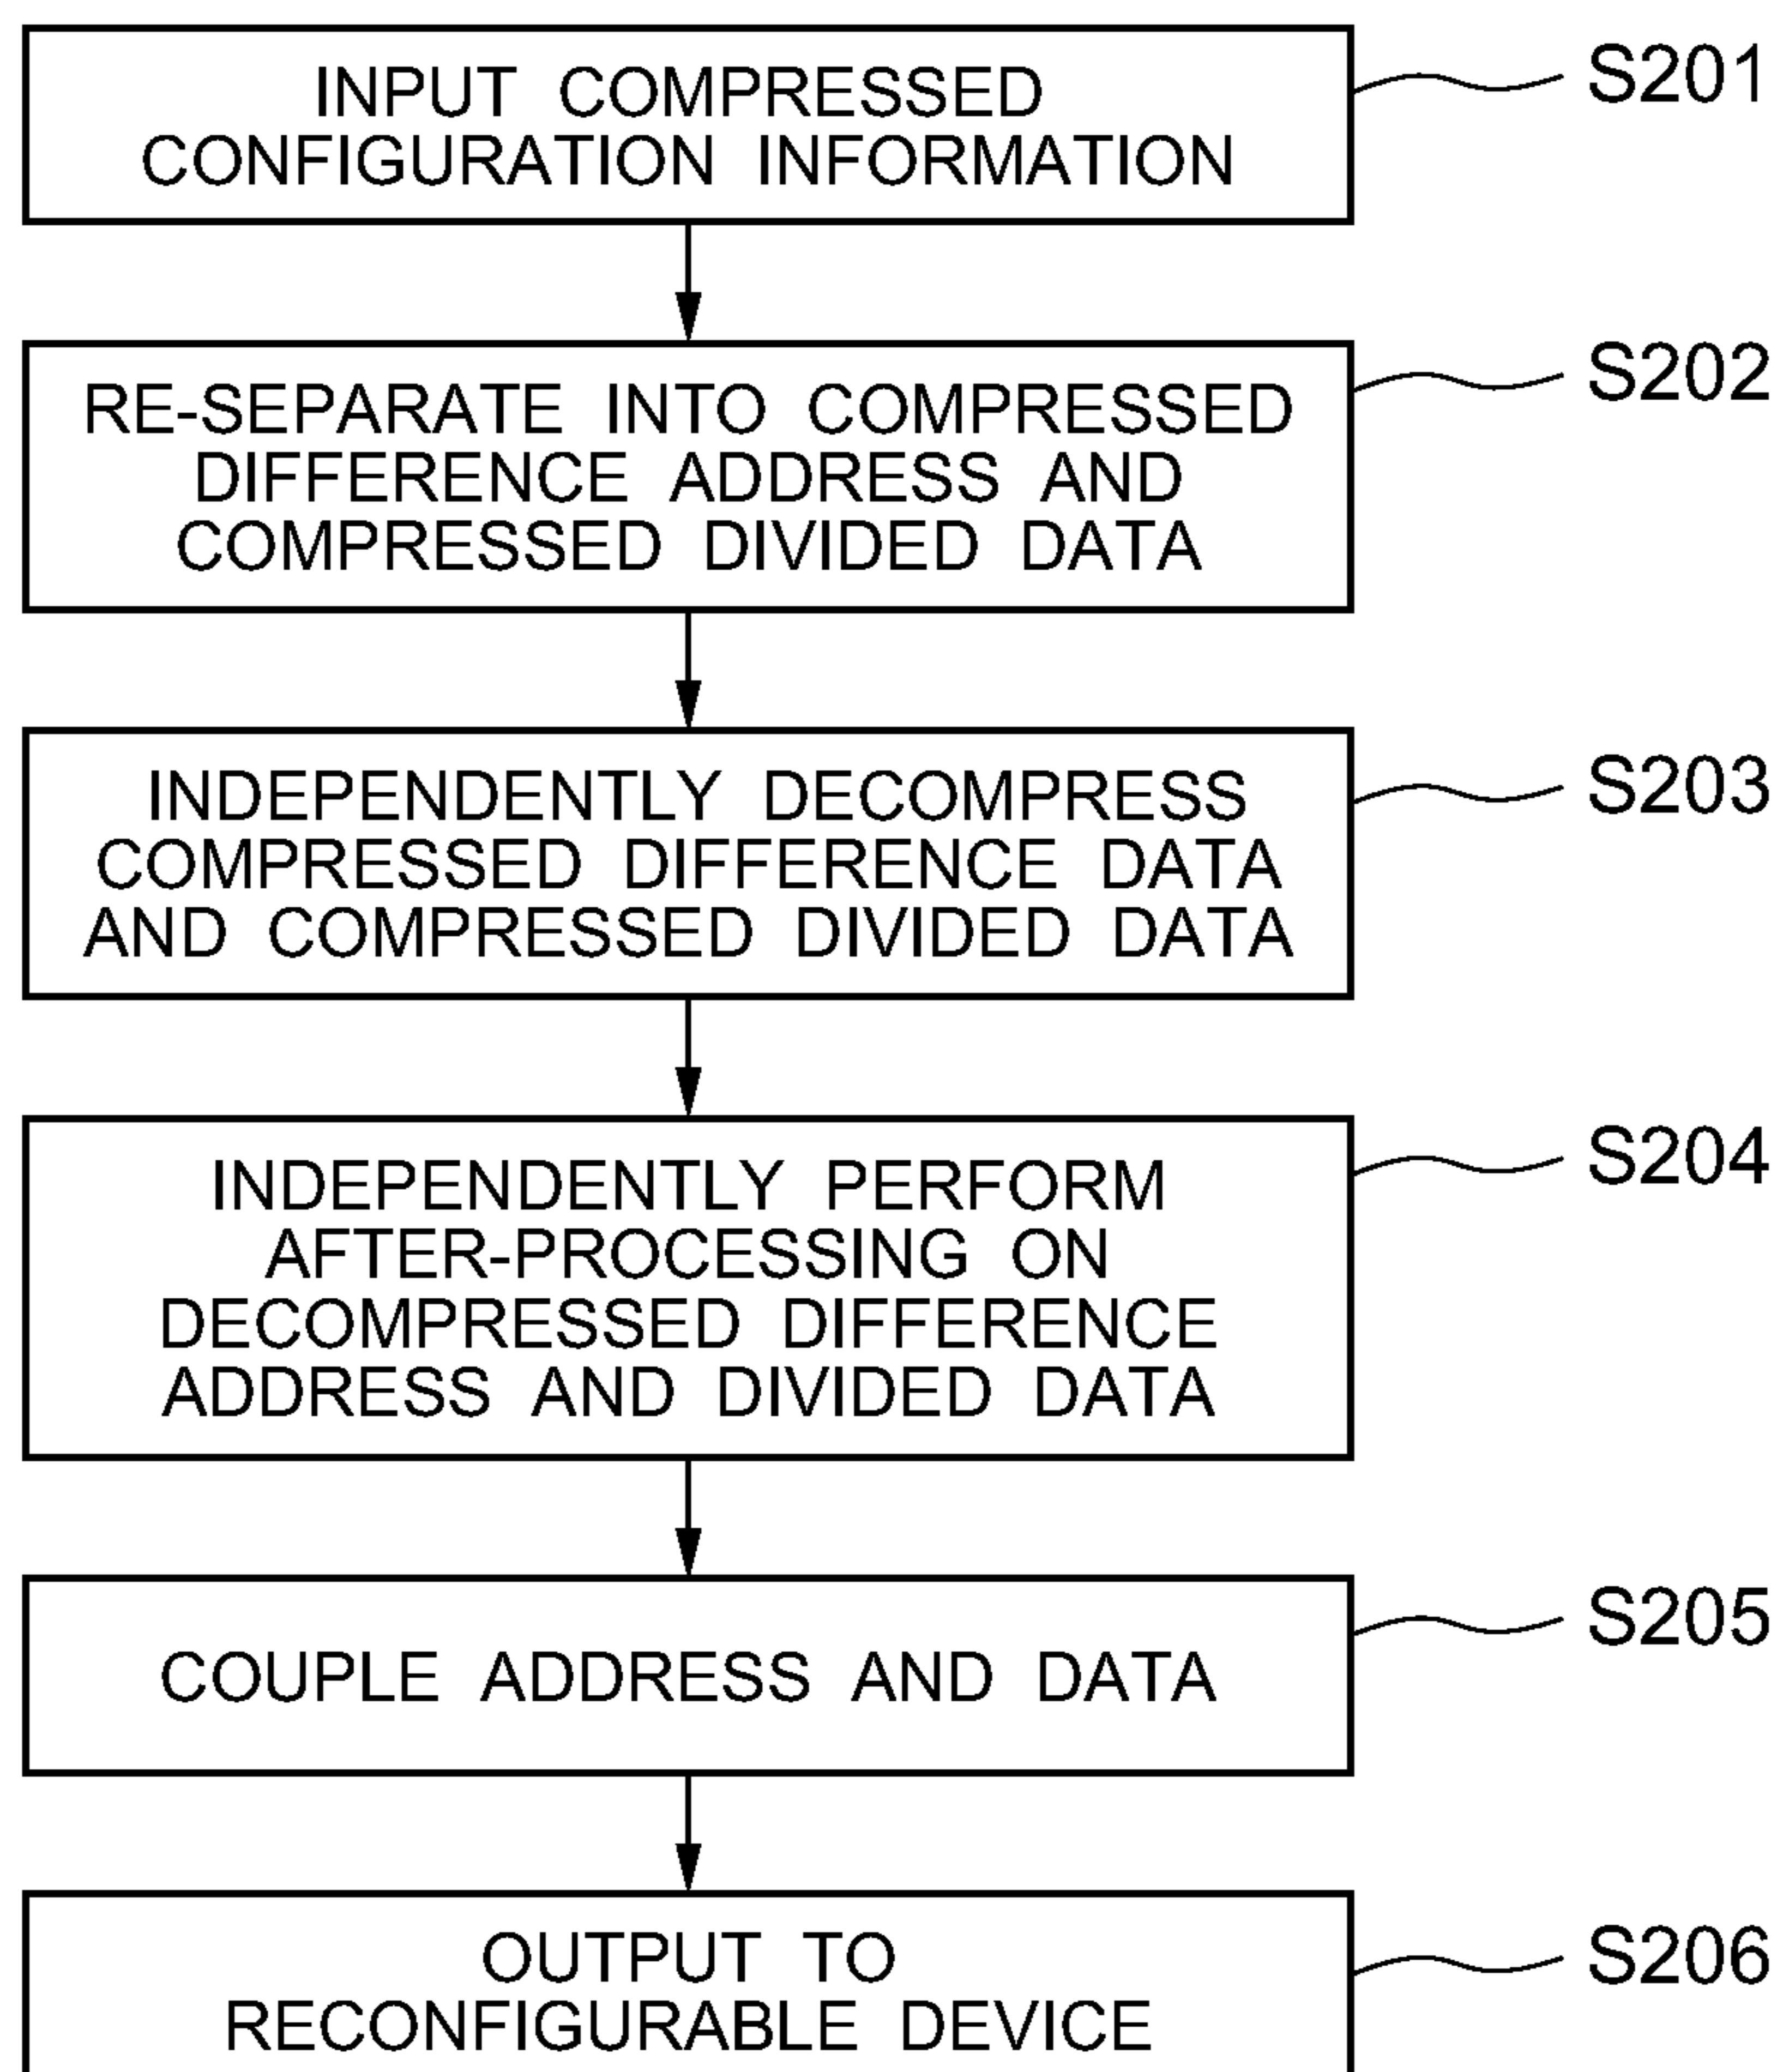 INPUT COMPRESSED
CONFIGURATION INFORMATION
S201
RE-SEPARATE INTO COMPRESSED
DIFFERENCE ADDRESS AND
COMPRESSED DIVIDED DATA
S202
INDEPENDENTLY DECOMPRESS
COMPRESSED DIFFERENCE DATA
AND COMPRESSED DIVIDED DATA
S203
INDEPENDENTLY PERFORM
AFTER-PROCESSING ON
DECOMPRESSED DIFFERENCE
ADDRESS AND DIVIDED DATA
S204
COUPLE ADDRESS AND DATA
S205
OUTPUT TO
RECONFIGURABLE DEVICE
S206